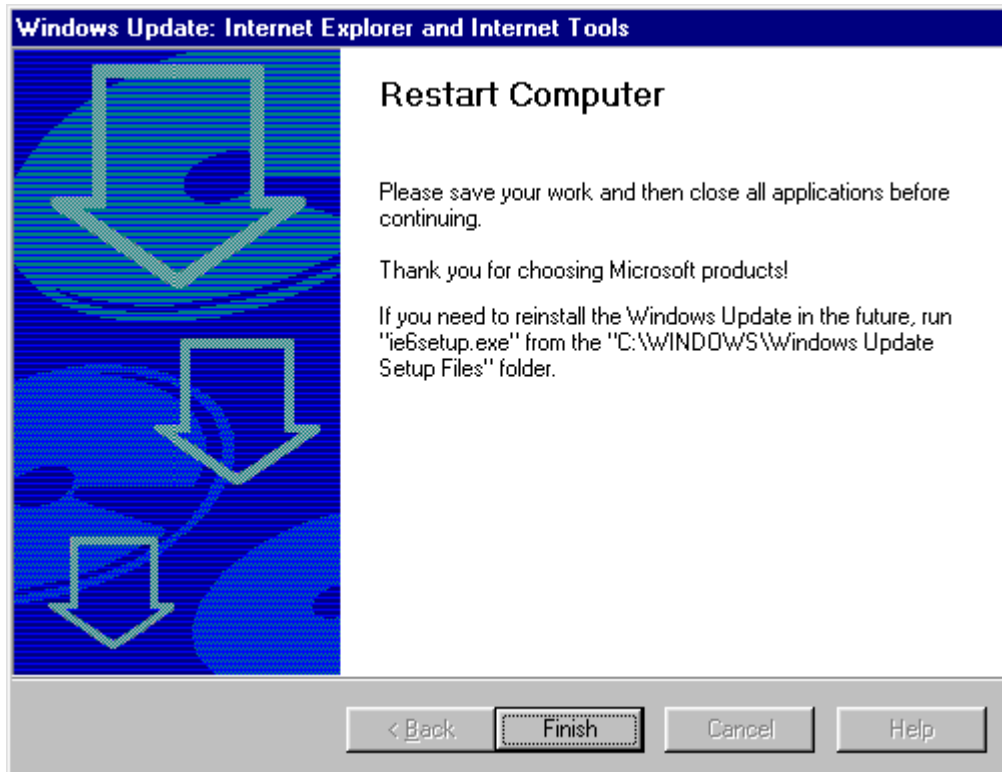 Windows Update: Internet Explorer and Internet Tools
Restart Computer
Please save your work and then close all applications before
continuing.
Thank you for choosing Microsoft products!
If you need to reinstall the Windows Update in the future, run
"ie6setup.exe" from the "C:\WINDOWS\Windows Update
Setup Files" folder.
< Back Finish Cancel Help